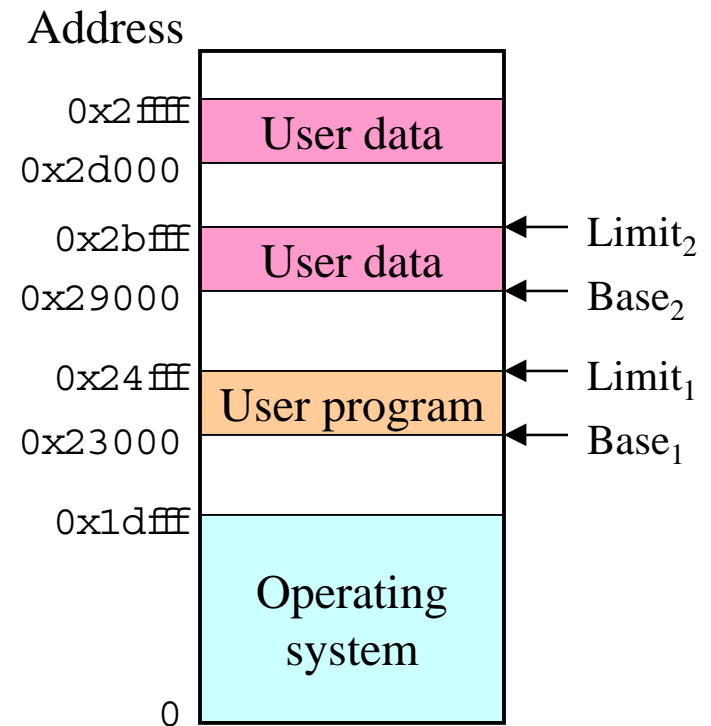 Address
0x2ffff
User data
0x2d000
0x2bfff
User data
Limit₂
0x29000
Base₂
0x24fff
User program
Limit₁
0x23000
Base₁
0x1dfff
Operating
system
0